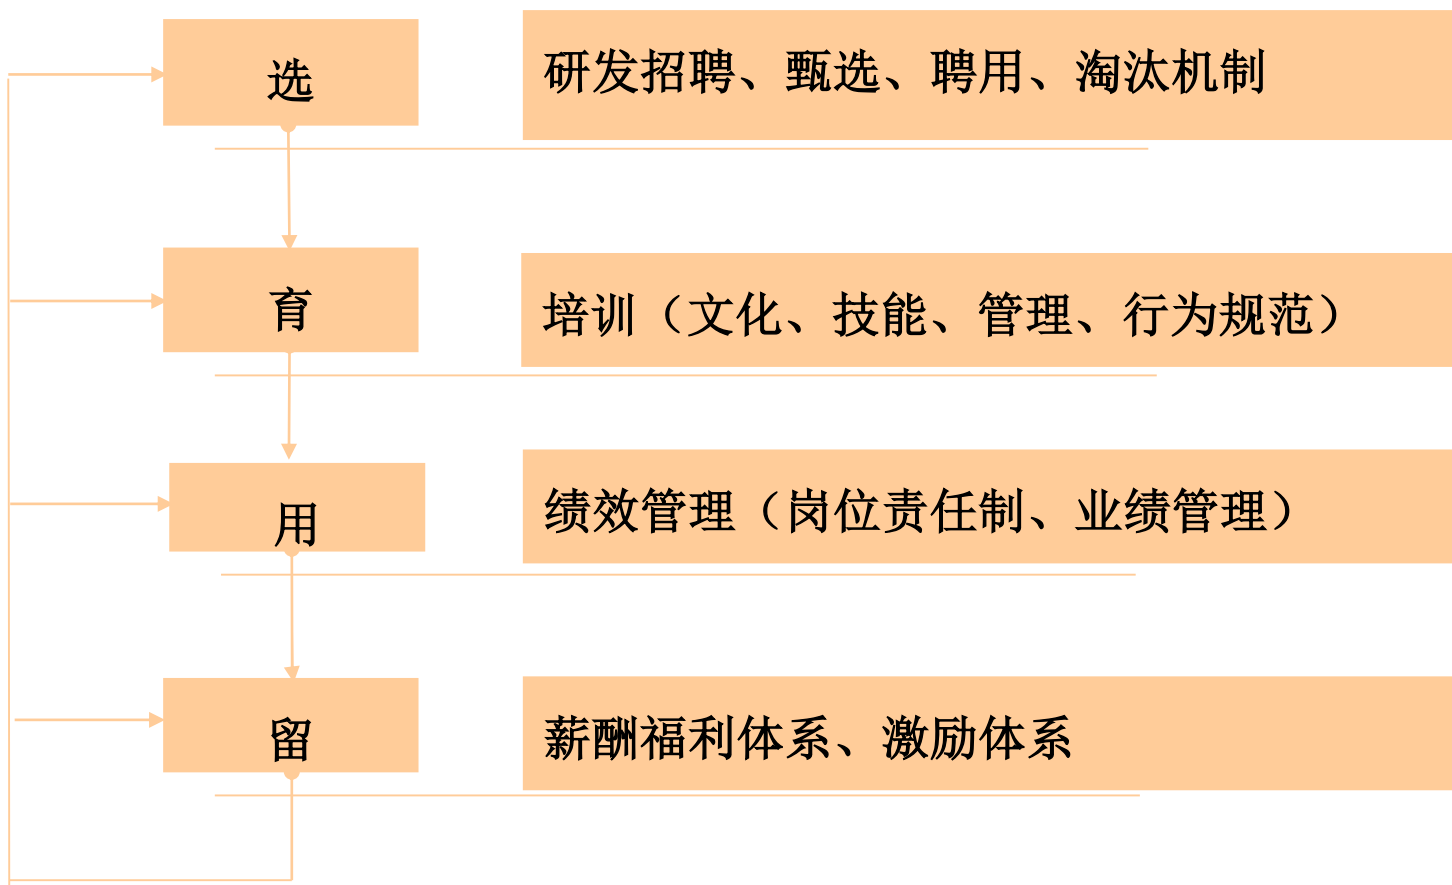 选
研发招聘、甄选、聘用、淘汰机制
育
培训（文化、技能、管理、行为规范）
用
绩效管理（岗位责任制、业绩管理）
留
薪酬福利体系、激励体系